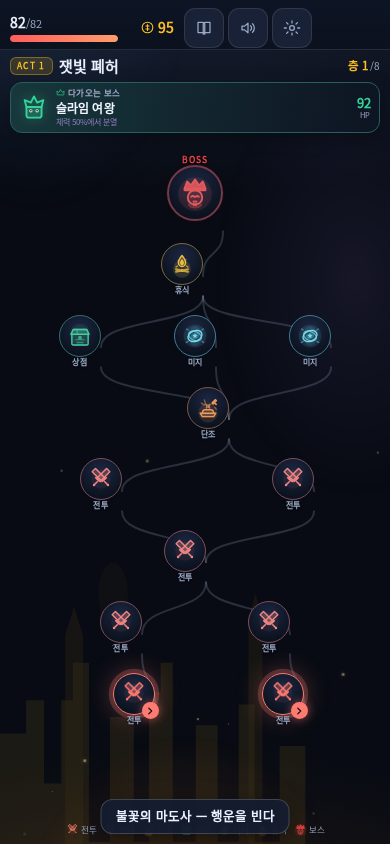 82/82
95
ACT 1 잿빛 폐허
층 1/8
다가오는 보스
슬라임 여왕
체력 50%에서 분열
92
HP
BOSS
휴식
상점 미지 미지
단조
전투 전투
전투
전투 전투
전투 전투
불꽃의 마도사 — 행운을 빈다
전투
보스